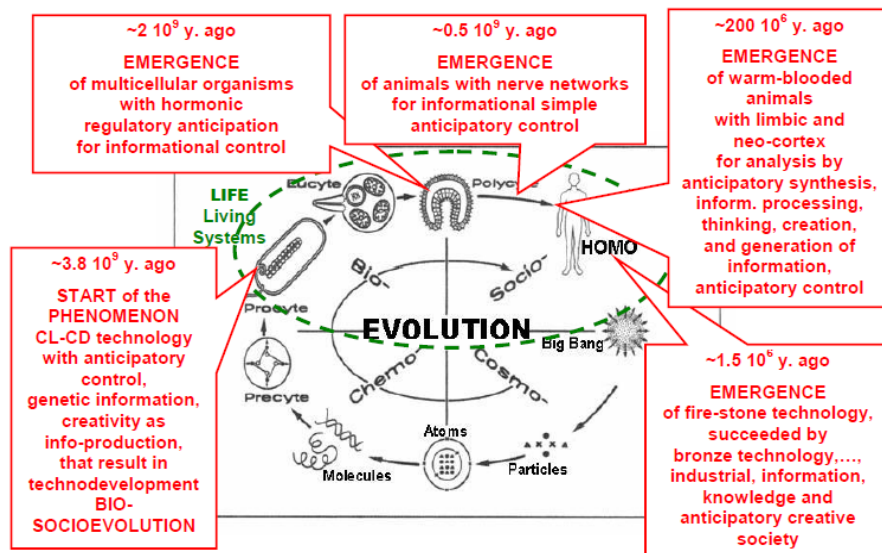 ~2 10⁹ y. ago
EMERGENCE
of multicellular organisms
with hormonic
regulatory anticipation
for informational control
~0.5 10⁹ y. ago
EMERGENCE
of animals with nerve networks
for informational simple
anticipatory control
~200 10⁶ y. ago
EMERGENCE
of warm-blooded
animals
with limbic and
neo-cortex
for analysis by
anticipatory synthesis,
inform. processing,
thinking, creation,
and generation of
information,
anticipatory control
~3.8 10⁹ y. ago
START of the
PHENOMENON
CL-CD technology
with anticipatory
control,
genetic information,
creativity as
info-production,
that result in
technodevelopment
BIO-
SOCIOEVOLUTION
LIFE
Living
Systems
Eucyte
Polycyte
HOMO
Procyte
Bio-
Socio-
EVOLUTION
Big Bang
Chemo-
Cosmo-
Precyte
Atoms
Molecules
Particles
~1.5 10⁶ y. ago
EMERGENCE
of fire-stone technology,
succeeded by
bronze technology,...,
industrial, information,
knowledge and
anticipatory creative
society